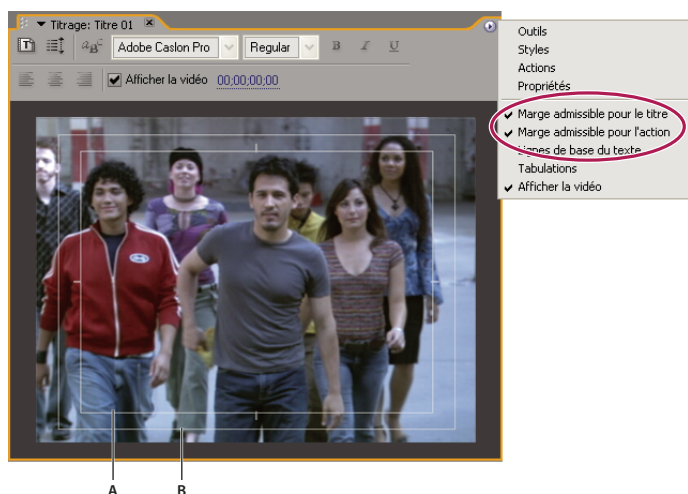 Titrage: Titre 01
Adobe Caslon Pro
Regular
B I U
Afficher la vidéo 00;00;00;00
Outils
Styles
Actions
Propriétés
Marge admissible pour le titre
Marge admissible pour l'action
Lignes de base du texte
Tabulations
Afficher la vidéo
A B